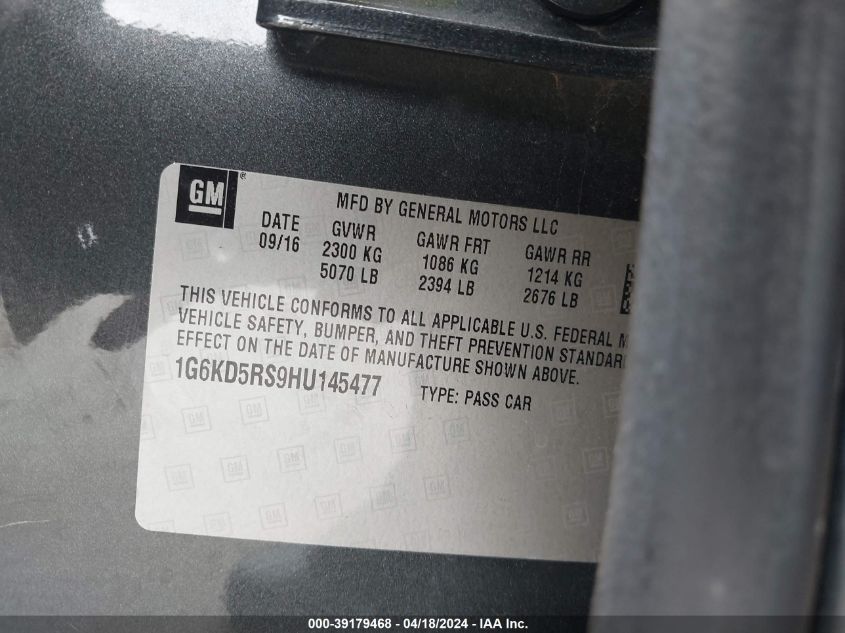 GM®
MFD BY GENERAL MOTORS LLC
DATE GVWR GAWR FRT GAWR RR
09/16 2300 KG 1086 KG 1214 KG
5070 LB 2394 LB 2676 LB
THIS VEHICLE CONFORMS TO ALL APPLICABLE U.S. FEDERAL M
VEHICLE SAFETY, BUMPER, AND THEFT PREVENTION STANDAR
EFFECT ON THE DATE OF MANUFACTURE SHOWN ABOVE.
1G6KD5RS9HU145477 TYPE: PASS CAR
000-39179468 - 04/18/2024 - IAA Inc.